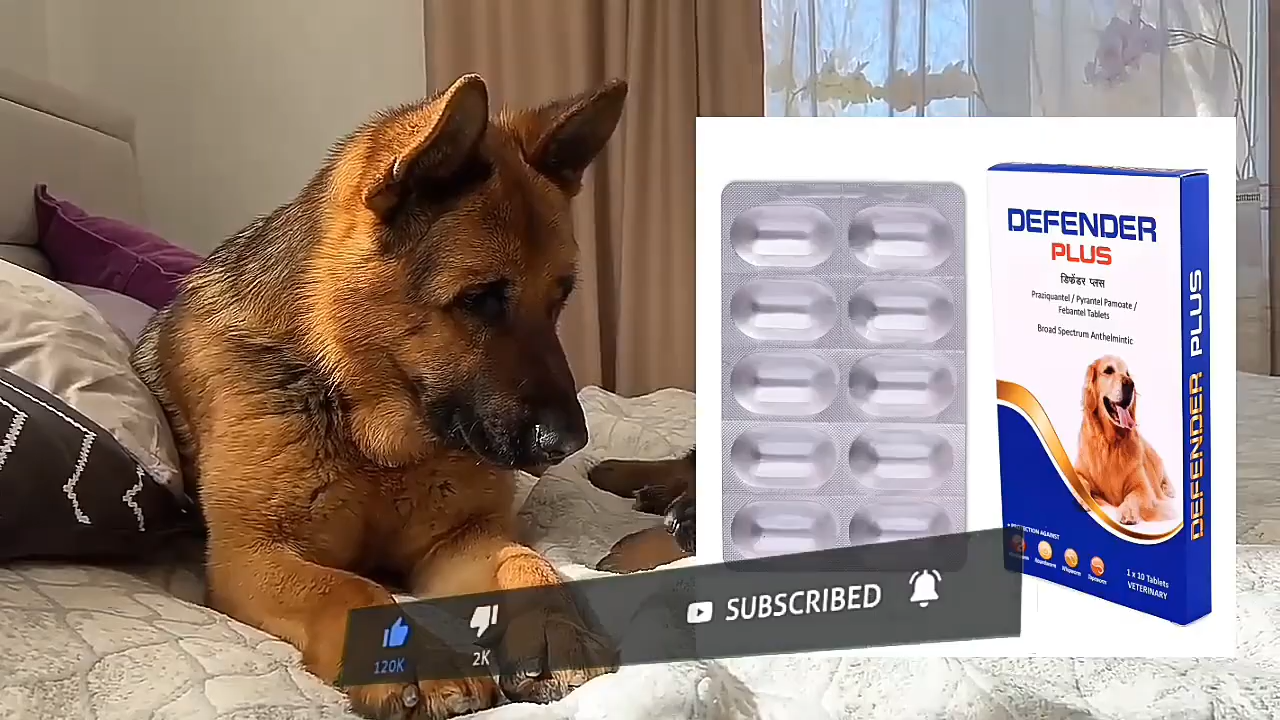 DEFENDER
PLUS
डिफेंडर प्लस
Praziquantel / Pyrantel Pamoate /
Febantel Tablets
Broad Spectrum Anthelmintic
DEFENDER PLUS
PROTECTION AGAINST
1 x 10 Tablets
VETERINARY
120K
2K
SUBSCRIBED